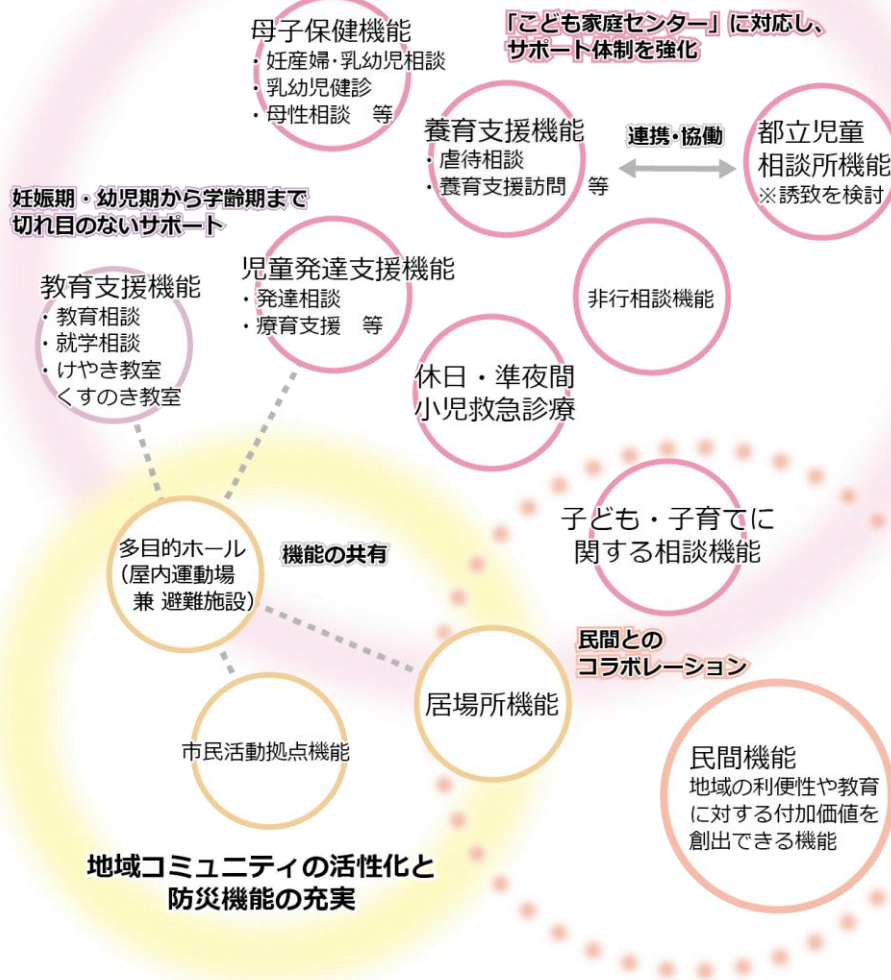 母子保健機能
・妊産婦・乳幼児相談
・乳幼児健診
・母性相談　等
「こども家庭センター」に対応し、
サポート体制を強化
養育支援機能
・虐待相談
・養育支援訪問　等
連携・協働
都立児童
相談所機能
※誘致を検討
妊娠期・幼児期から学齢期まで
切れ目のないサポート
教育支援機能
・教育相談
・就学相談
・けやき教室
くすのき教室
児童発達支援機能
・発達相談
・療育支援　等
非行相談機能
休日・準夜間
小児救急診療
子ども・子育てに
関する相談機能
多目的ホール
（屋内運動場
兼 避難施設）
機能の共有
民間との
コラボレーション
居場所機能
市民活動拠点機能
民間機能
地域の利便性や教育
に対する付加価値を
創出できる機能
地域コミュニティの活性化と
防災機能の充実